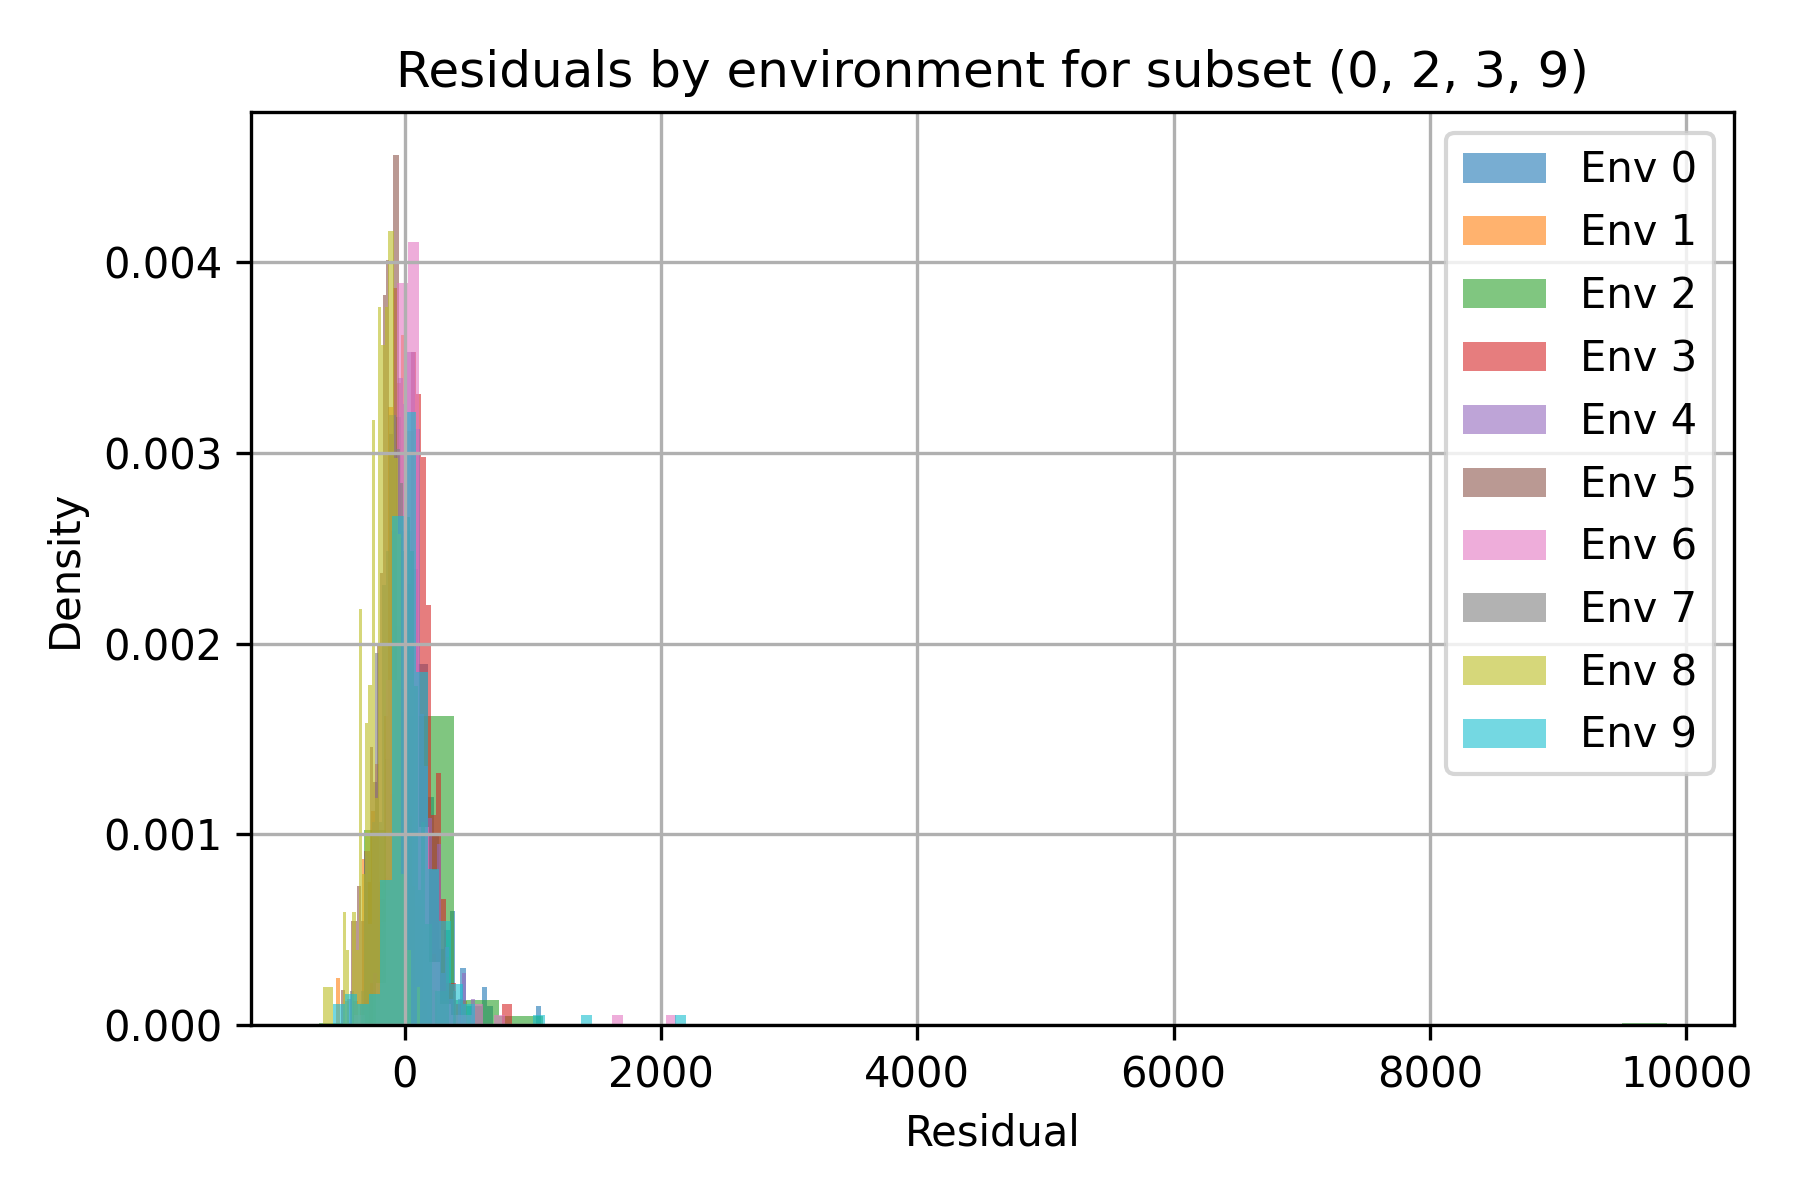 Residuals by environment for subset (0, 2, 3, 9)
Env 0
Env 1
Env 2
Env 3
Env 4
Env 5
Env 6
Env 7
Env 8
Env 9
Density
0.004
0.003
0.002
0.001
0.000
0 2000 4000 6000 8000 10000
Residual